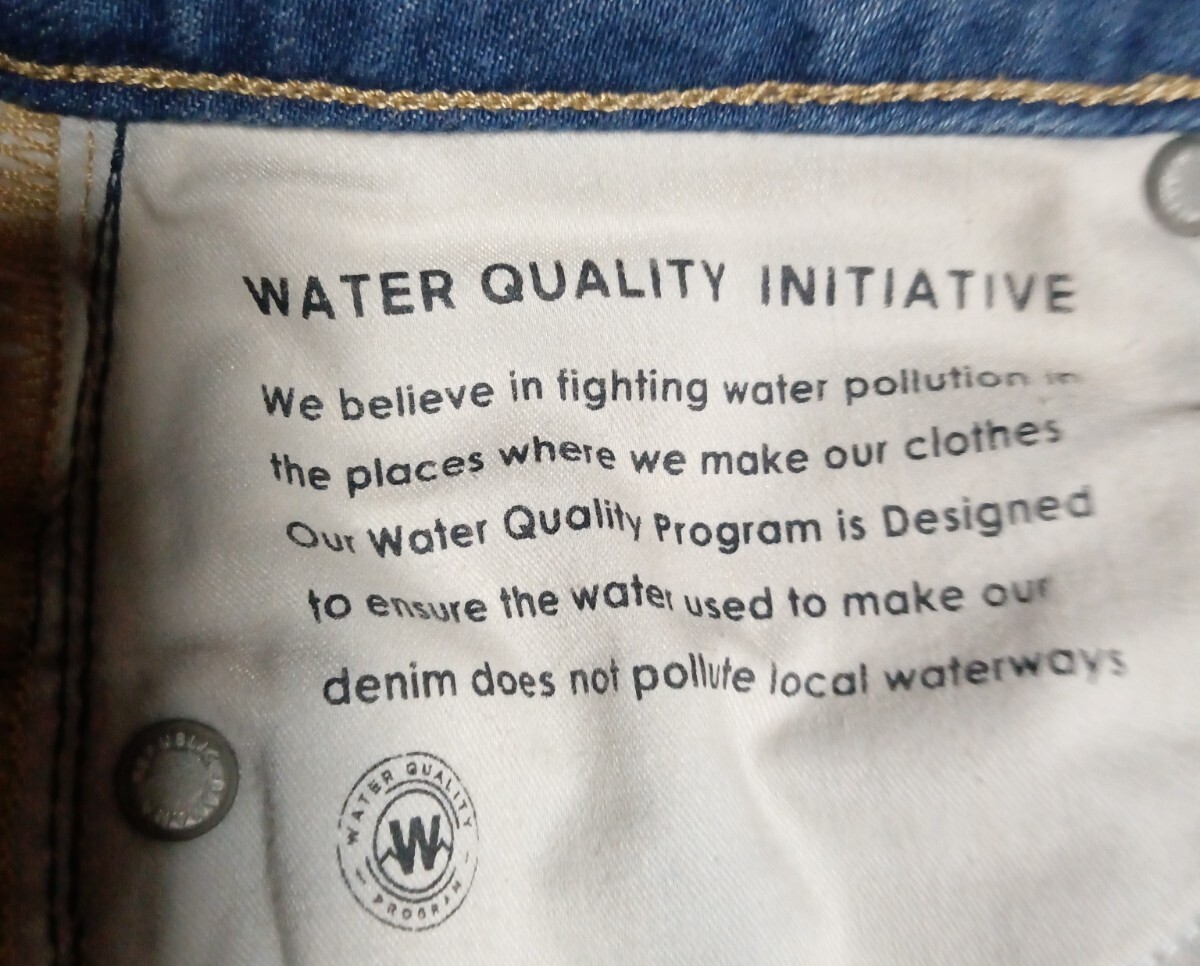 WATER QUALITY INITIATIVE
We believe in fighting water pollution in
the places where we make our clothes
Our Water Quality Program is Designed
to ensure the water used to make our
denim does not pollute local waterways
WATER QUALITY
W
PROGRAM